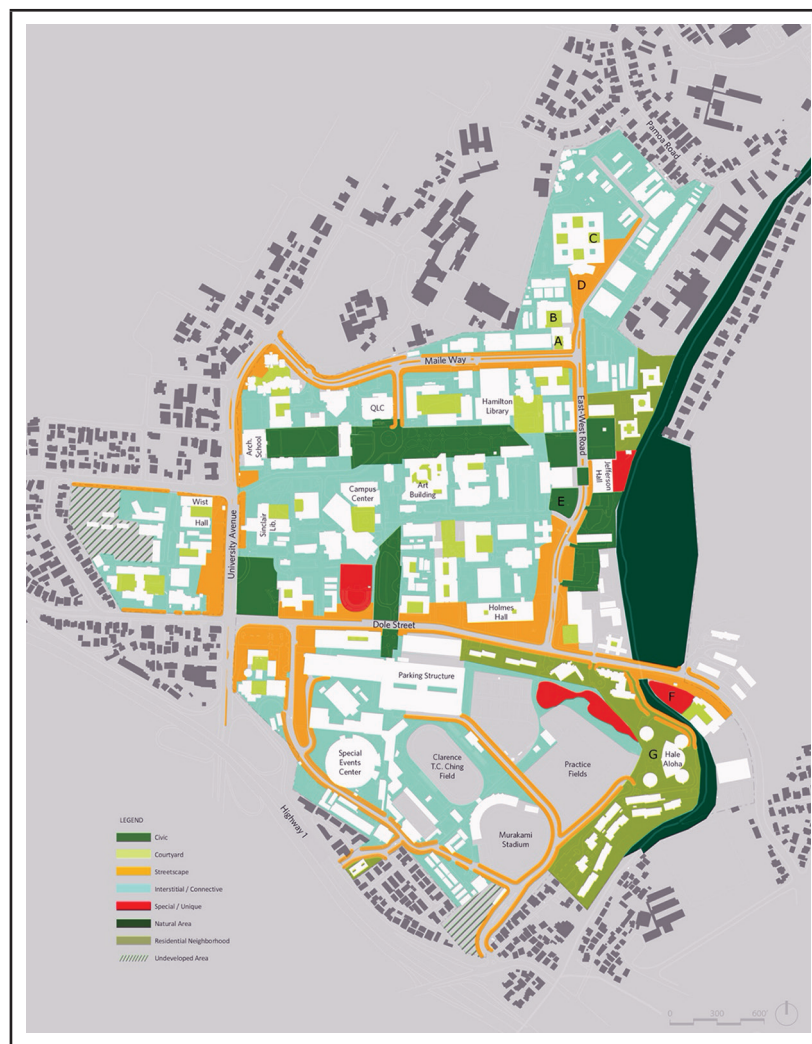 Pamoa Road
C
D
B
A
Maile Way
QLC
Hamilton
Library
East-West Road
Arch.
School
Jefferson
Hall
Campus
Center
Art
Building
Wist
Hall
E
University Avenue
Sinclair
Lib.
Holmes
Hall
Dole Street
Parking Structure
F
G
Hale
Aloha
Special
Events
Center
Clarence
T.C. Ching
Field
Practice
Fields
Murakami
Stadium
Highway 1
LEGEND
Civic
Courtyard
Streetscape
Interstitial / Connective
Special / Unique
Natural Area
Residential Neighborhood
Undeveloped Area
0' 300 600'